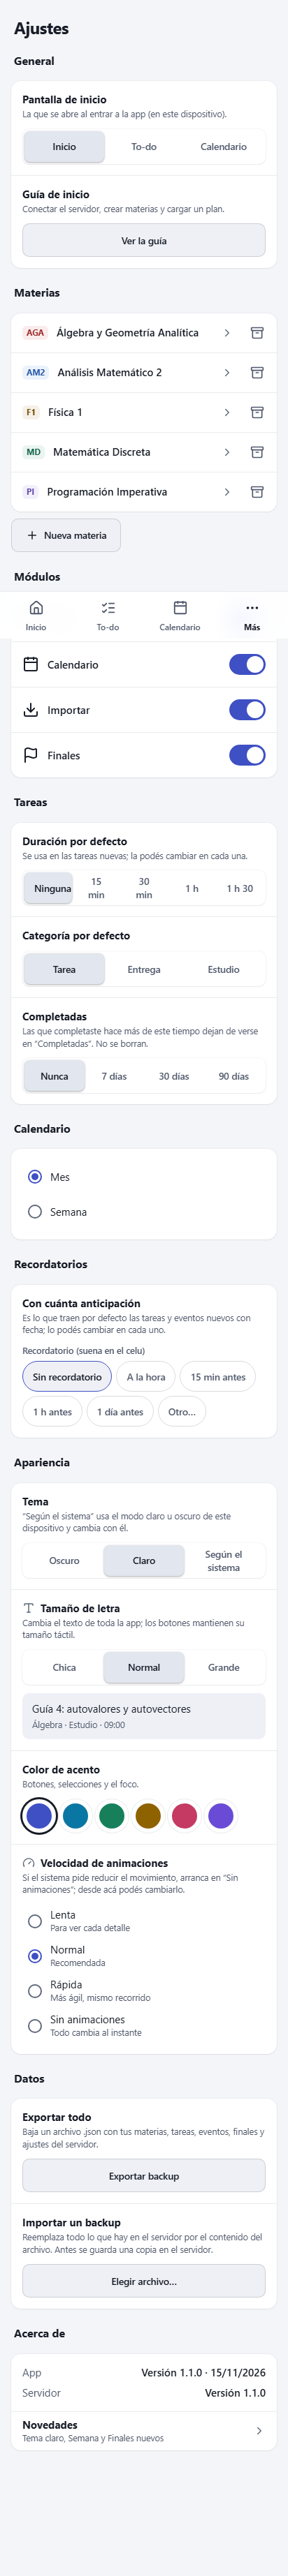 Ajustes
General
Pantalla de inicio
La que se abre al entrar a la app (en este dispositivo).
Inicio To-do Calendario
Guía de inicio
Conectar el servidor, crear materias y cargar un plan.
Ver la guía
Materias
AGA Álgebra y Geometría Analítica
AM2 Análisis Matemático 2
F1 Física 1
MD Matemática Discreta
PI Programación Imperativa
Nueva materia
Módulos
Inicio To-do Calendario Más
Calendario
Importar
Finales
Tareas
Duración por defecto
Se usa en las tareas nuevas; la podés cambiar en cada una.
Ninguna 15 min 30 min 1 h 1 h 30
Categoría por defecto
Tarea Entrega Estudio
Completadas
Las que completaste hace más de este tiempo dejan de verse
en "Completadas". No se borran.
Nunca 7 días 30 días 90 días
Calendario
Mes
Semana
Recordatorios
Con cuánta anticipación
Es lo que traen por defecto las tareas y eventos nuevos con
fecha; lo podés cambiar en cada uno.
Recordatorio (suena en el celu)
Sin recordatorio A la hora 15 min antes
1 h antes 1 día antes Otro...
Apariencia
Tema
"Según el sistema" usa el modo claro u oscuro de este
dispositivo y cambia con él.
Oscuro Claro Según el sistema
Tamaño de letra
Cambia el texto de toda la app; los botones mantienen su
tamaño táctil.
Chica Normal Grande
Guía 4: autovalores y autovectores
Álgebra · Estudio · 09:00
Color de acento
Botones, selecciones y el foco.
Velocidad de animaciones
Si el sistema pide reducir el movimiento, arranca en "Sin
animaciones"; desde acá podés cambiarlo.
Lenta
Para ver cada detalle
Normal
Recomendada
Rápida
Más ágil, mismo recorrido
Sin animaciones
Todo cambia al instante
Datos
Exportar todo
Baja un archivo .json con tus materias, tareas, eventos, finales y
ajustes del servidor.
Exportar backup
Importar un backup
Reemplaza todo lo que hay en el servidor por el contenido del
archivo. Antes se guarda una copia en el servidor.
Elegir archivo...
Acerca de
App Versión 1.1.0 · 15/11/2026
Servidor Versión 1.1.0
Novedades
Tema claro, Semana y Finales nuevos